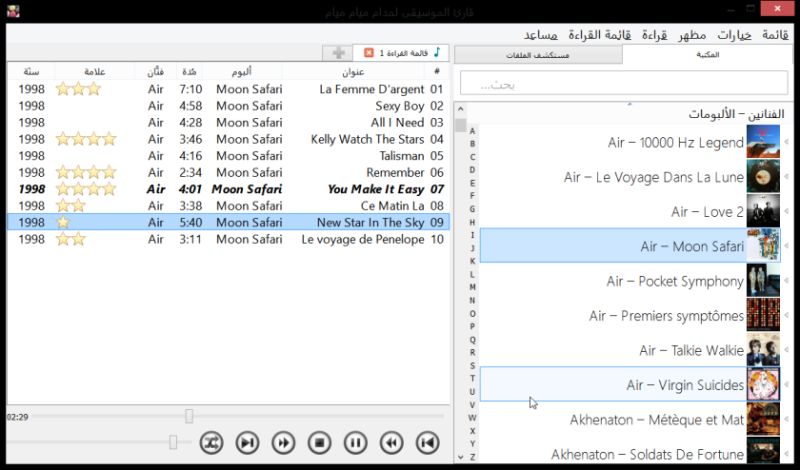 قارئ الموسيقى لمدام ميام ميام
قائمة خيارات مظهر قراءة قائمة القراءة مساعد
المكتبة
مستكشف الملفات
بحث...
الفنانين – الألبومات
Air – 10000 Hz Legend
Air – Le Voyage Dans La Lune
Air – Love 2
Air – Moon Safari
Air – Pocket Symphony
Air – Premiers symptômes
Air – Talkie Walkie
Air – Virgin Suicides
Akhenaton – Métèque et Mat
Akhenaton – Soldats De Fortune
A
B
C
D
E
F
G
H
I
J
K
L
M
N
O
P
Q
R
S
T
U
V
W
X
Y
Z
قائمة القراءة 1
# عنوان ألبوم مُدة فنَّان علامة سنّة
01 La Femme D'argent Moon Safari 7:10 Air 1998
02 Sexy Boy Moon Safari 4:58 Air 1998
03 All I Need Moon Safari 4:28 Air 1998
04 Kelly Watch The Stars Moon Safari 3:46 Air 1998
05 Talisman Moon Safari 4:16 Air 1998
06 Remember Moon Safari 2:34 Air 1998
07 You Make It Easy Moon Safari 4:01 Air 1998
08 Ce Matin La Moon Safari 3:38 Air 1998
09 New Star In The Sky Moon Safari 5:40 Air 1998
10 Le voyage de Penelope Moon Safari 3:11 Air 1998
02:29